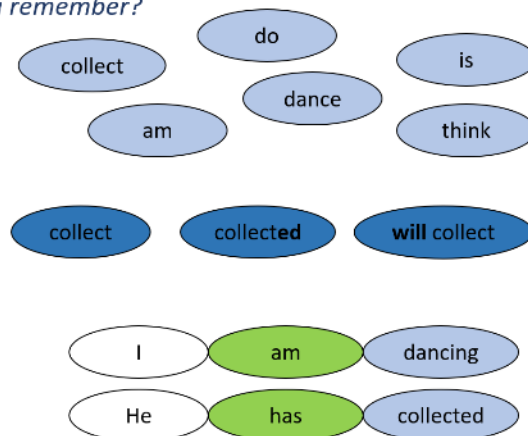 remember?
do
collect
is
dance
am
think
collect collected will collect
I am dancing
He has collected